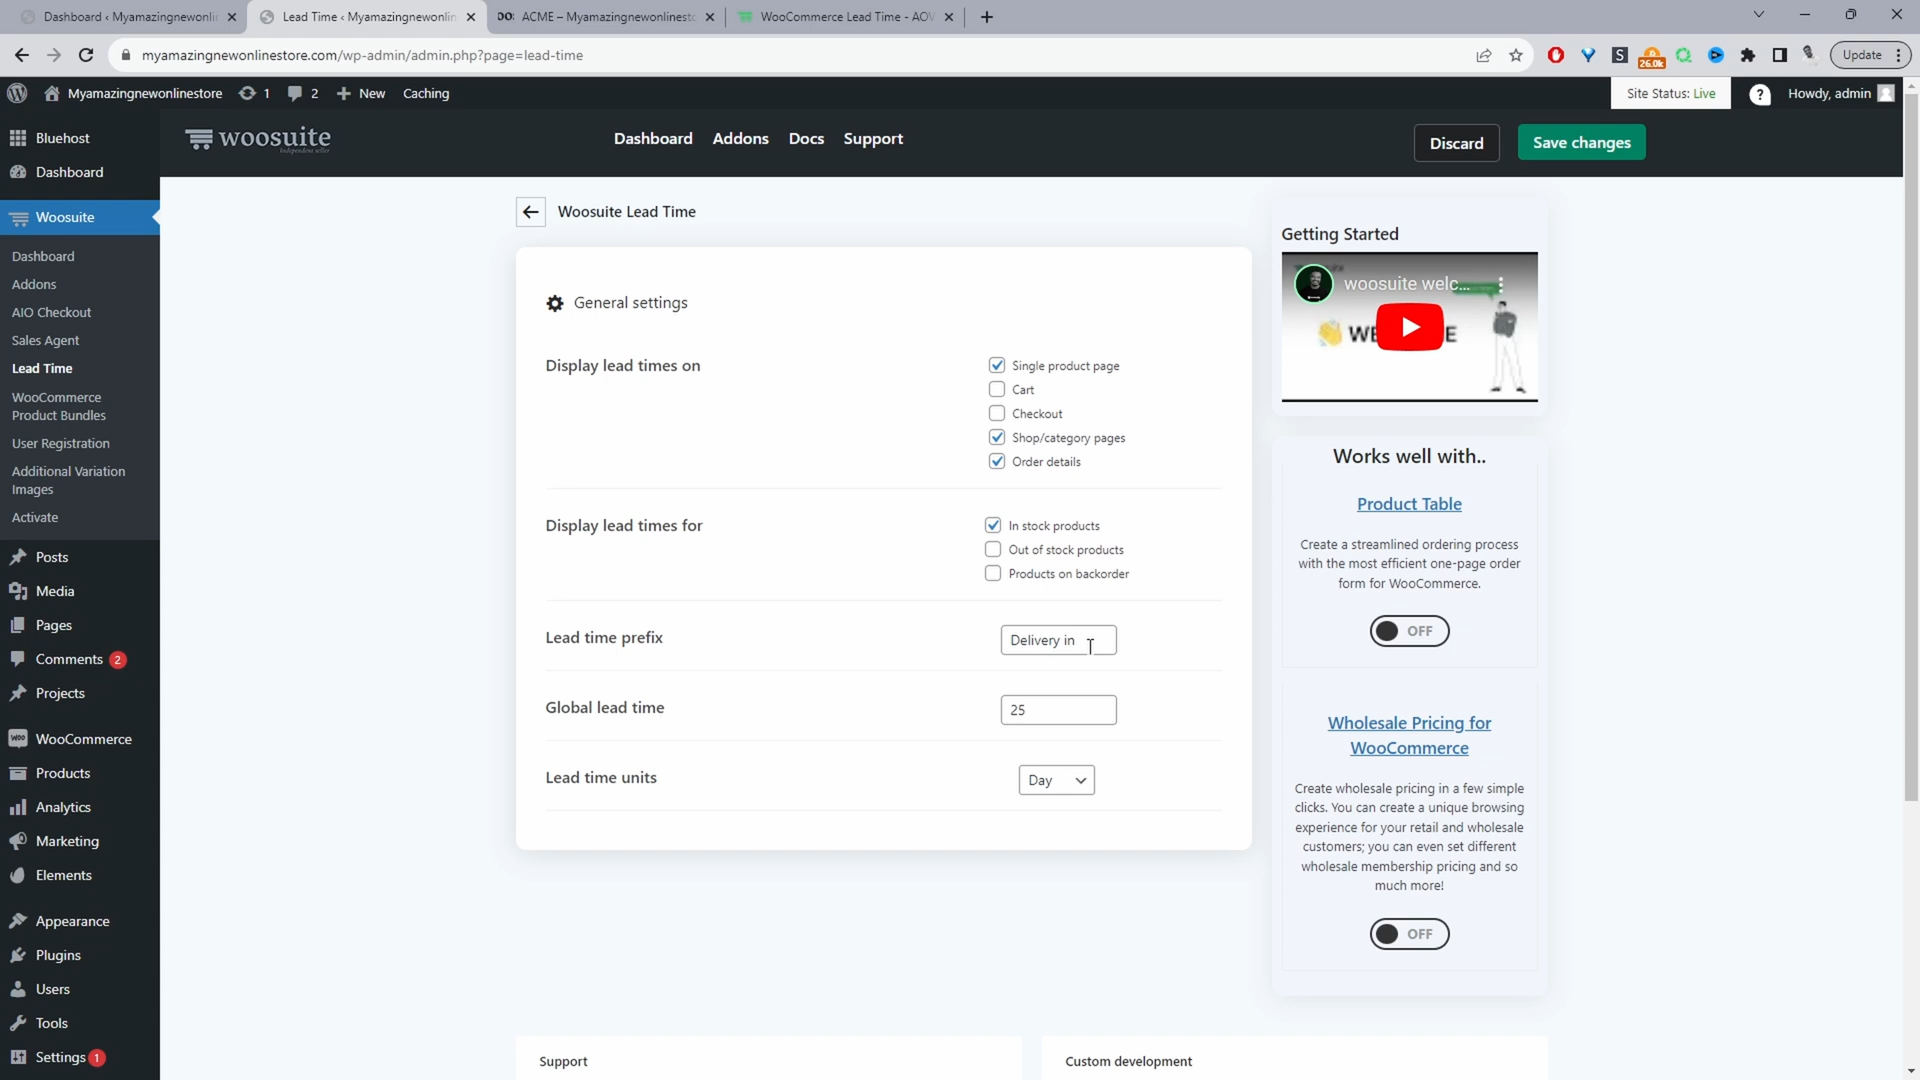 Dashboard ‹ Myamazingnewonlin
Lead Time ‹ Myamazingnewonlin
ACME – Myamazingnewonlinesto
WooCommerce Lead Time - AOV
myamazingnewonlinestore.com/wp-admin/admin.php?page=lead-time
26.0k
Update
Myamazingnewonlinestore
1
2
New
Caching
Site Status: Live
Howdy, admin
Bluehost
Dashboard
Woosuite
Dashboard
Addons
AIO Checkout
Sales Agent
Lead Time
WooCommerce
Product Bundles
User Registration
Additional Variation
Images
Activate
Posts
Media
Pages
Comments 2
Projects
WooCommerce
Products
Analytics
Marketing
Elements
Appearance
Plugins
Users
Tools
Settings 1
woosuite
Dashboard
Addons
Docs
Support
Discard
Save changes
Woosuite Lead Time
General settings
Display lead times on
Single product page
Cart
Checkout
Shop/category pages
Order details
Display lead times for
In stock products
Out of stock products
Products on backorder
Lead time prefix
Delivery in
Global lead time
25
Lead time units
Day
Getting Started
woosuite welc...
Works well with..
Product Table
Create a streamlined ordering process
with the most efficient one-page order
form for WooCommerce.
OFF
Wholesale Pricing for
WooCommerce
Create wholesale pricing in a few simple
clicks. You can create a unique browsing
experience for your retail and wholesale
customers; you can even set different
wholesale membership pricing and so
much more!
OFF
Support
Custom development